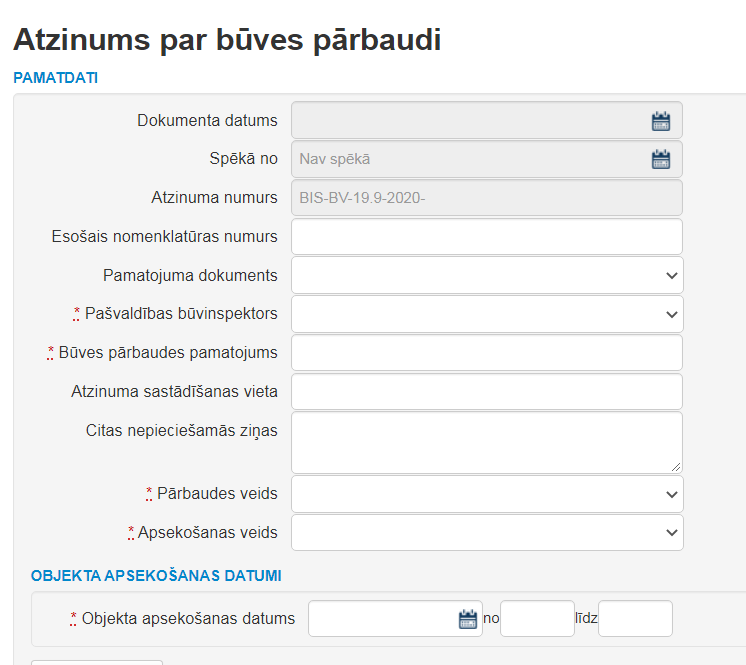 Atzinums par būves pārbaudi
PAMATDATI
Dokumenta datums
Spēkā no Nav spēkā
Atzinuma numurs BIS-BV-19.9-2020-
Esošais nomenklatūras numurs
Pamatojuma dokuments
* Pašvaldības būvinspektors
* Būves pārbaudes pamatojums
Atzinuma sastādīšanas vieta
Citas nepieciešamās ziņas
* Pārbaudes veids
* Apsekošanas veids
OBJEKTA APSEKOŠANAS DATUMI
* Objekta apsekošanas datums no līdz